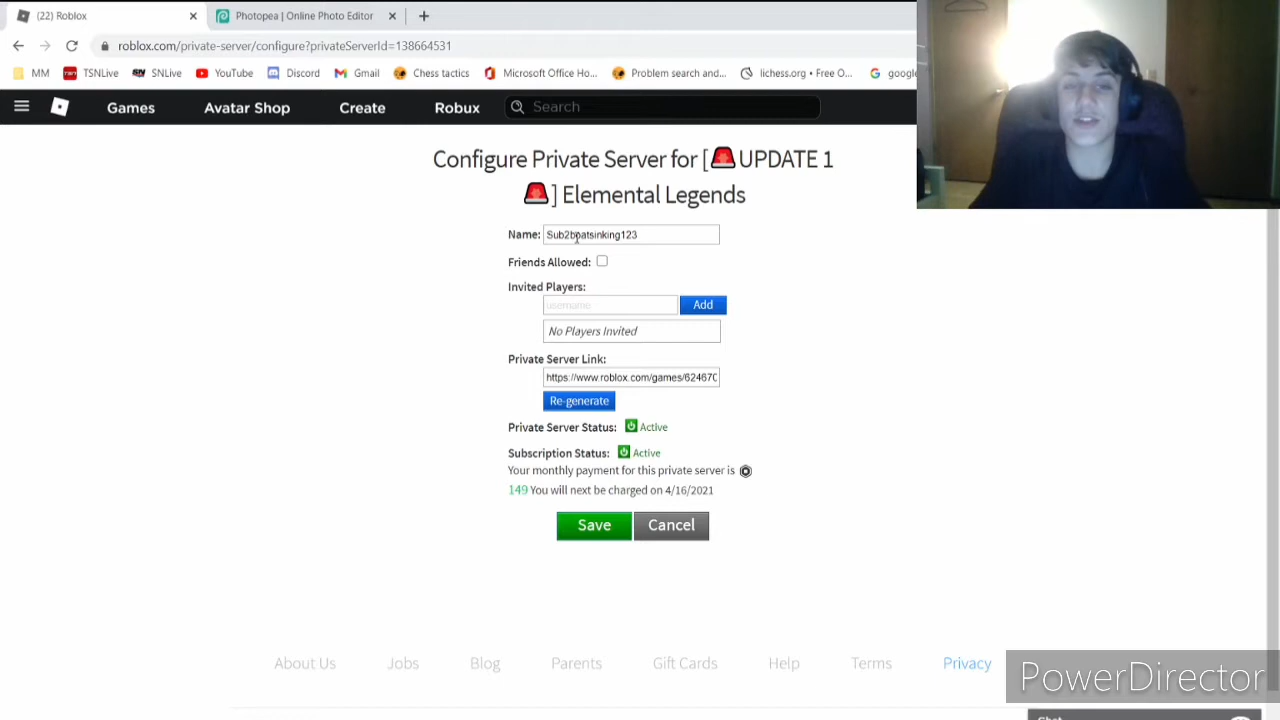 (22) Roblox
Photopea | Online Photo Editor
roblox.com/private-server/configure?privateServerId=138664531
MM TSNLive SNLive YouTube Discord Gmail Chess tactics Microsoft Office Ho... Problem search and... lichess.org • Free O... google
Games Avatar Shop Create Robux Search
Configure Private Server for [🚨UPDATE 1
🚨] Elemental Legends
Name: Sub2boatsinking123
Friends Allowed:
Invited Players:
username Add
No Players Invited
Private Server Link:
https://www.roblox.com/games/62467
Re-generate
Private Server Status: Active
Subscription Status: Active
Your monthly payment for this private server is
149 You will next be charged on 4/16/2021
Save Cancel
About Us Jobs Blog Parents Gift Cards Help Terms Privacy
PowerDirector
Chat